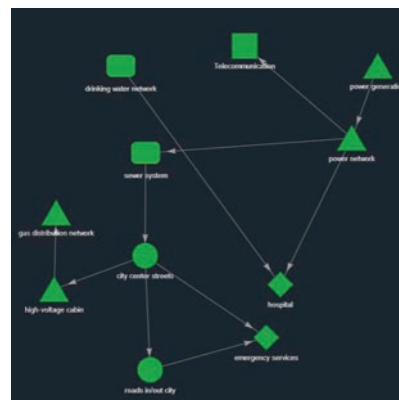 Telecommunication
drinking water network
power generatio
power network
sewer system
gas distribution network
city center streets
high-voltage cabin
hospital
emergency services
roads in/out city